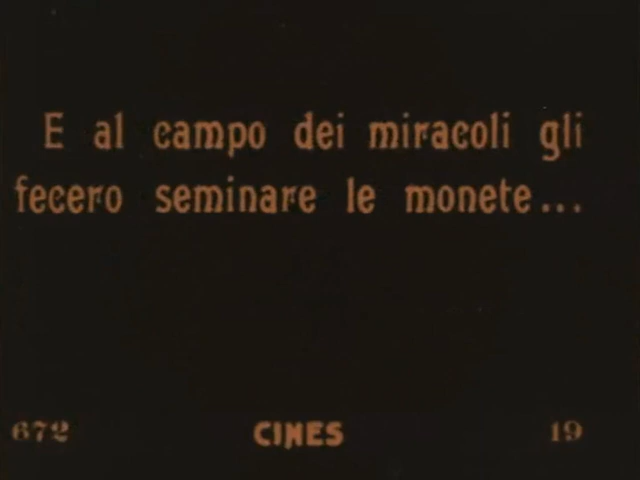 E al campo dei miracoli gli
fecero seminare le monete...
672 CINES 19